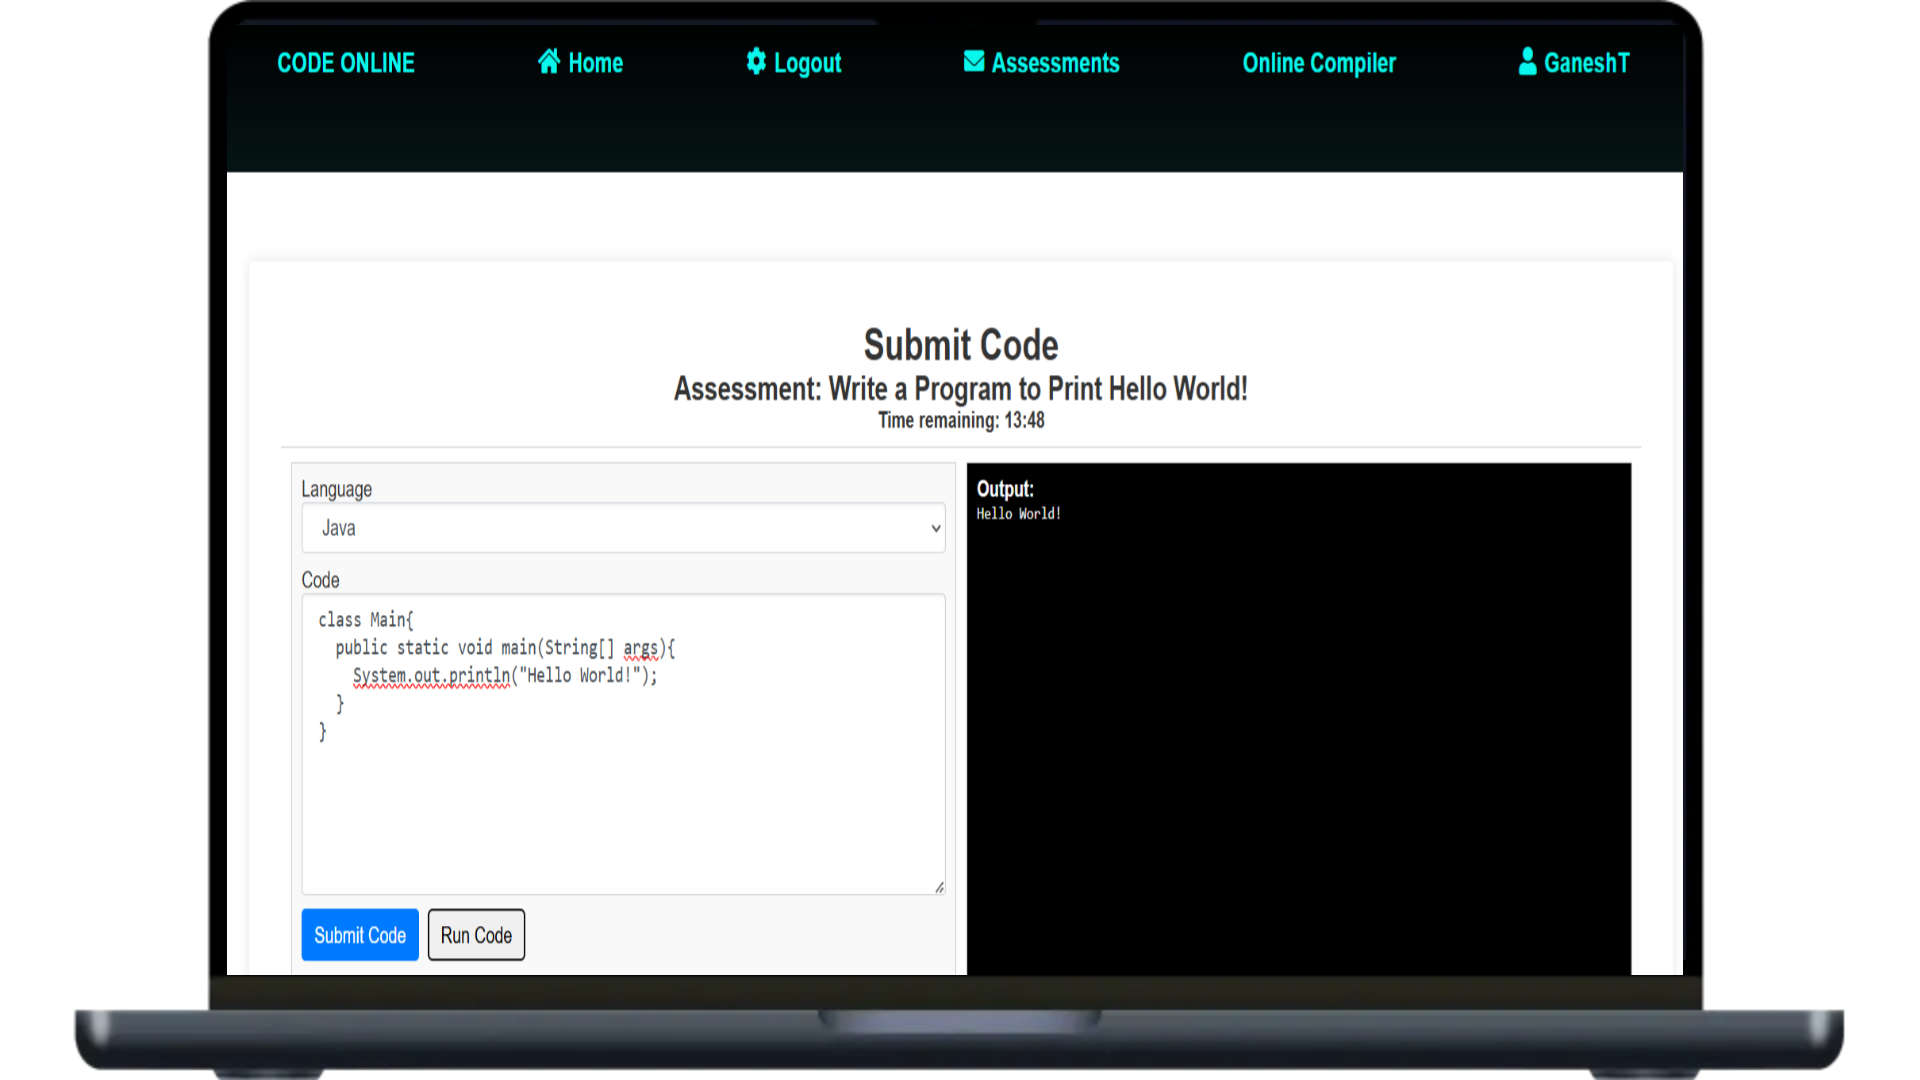 CODE ONLINE Home Logout Assessments Online Compiler GaneshT
Submit Code
Assessment: Write a Program to Print Hello World!
Time remaining: 13:48
Language
Java
Code
class Main{
  public static void main(String[] args){
    System.out.println("Hello World!");
  }
}
Submit Code Run Code
Output:
Hello World!